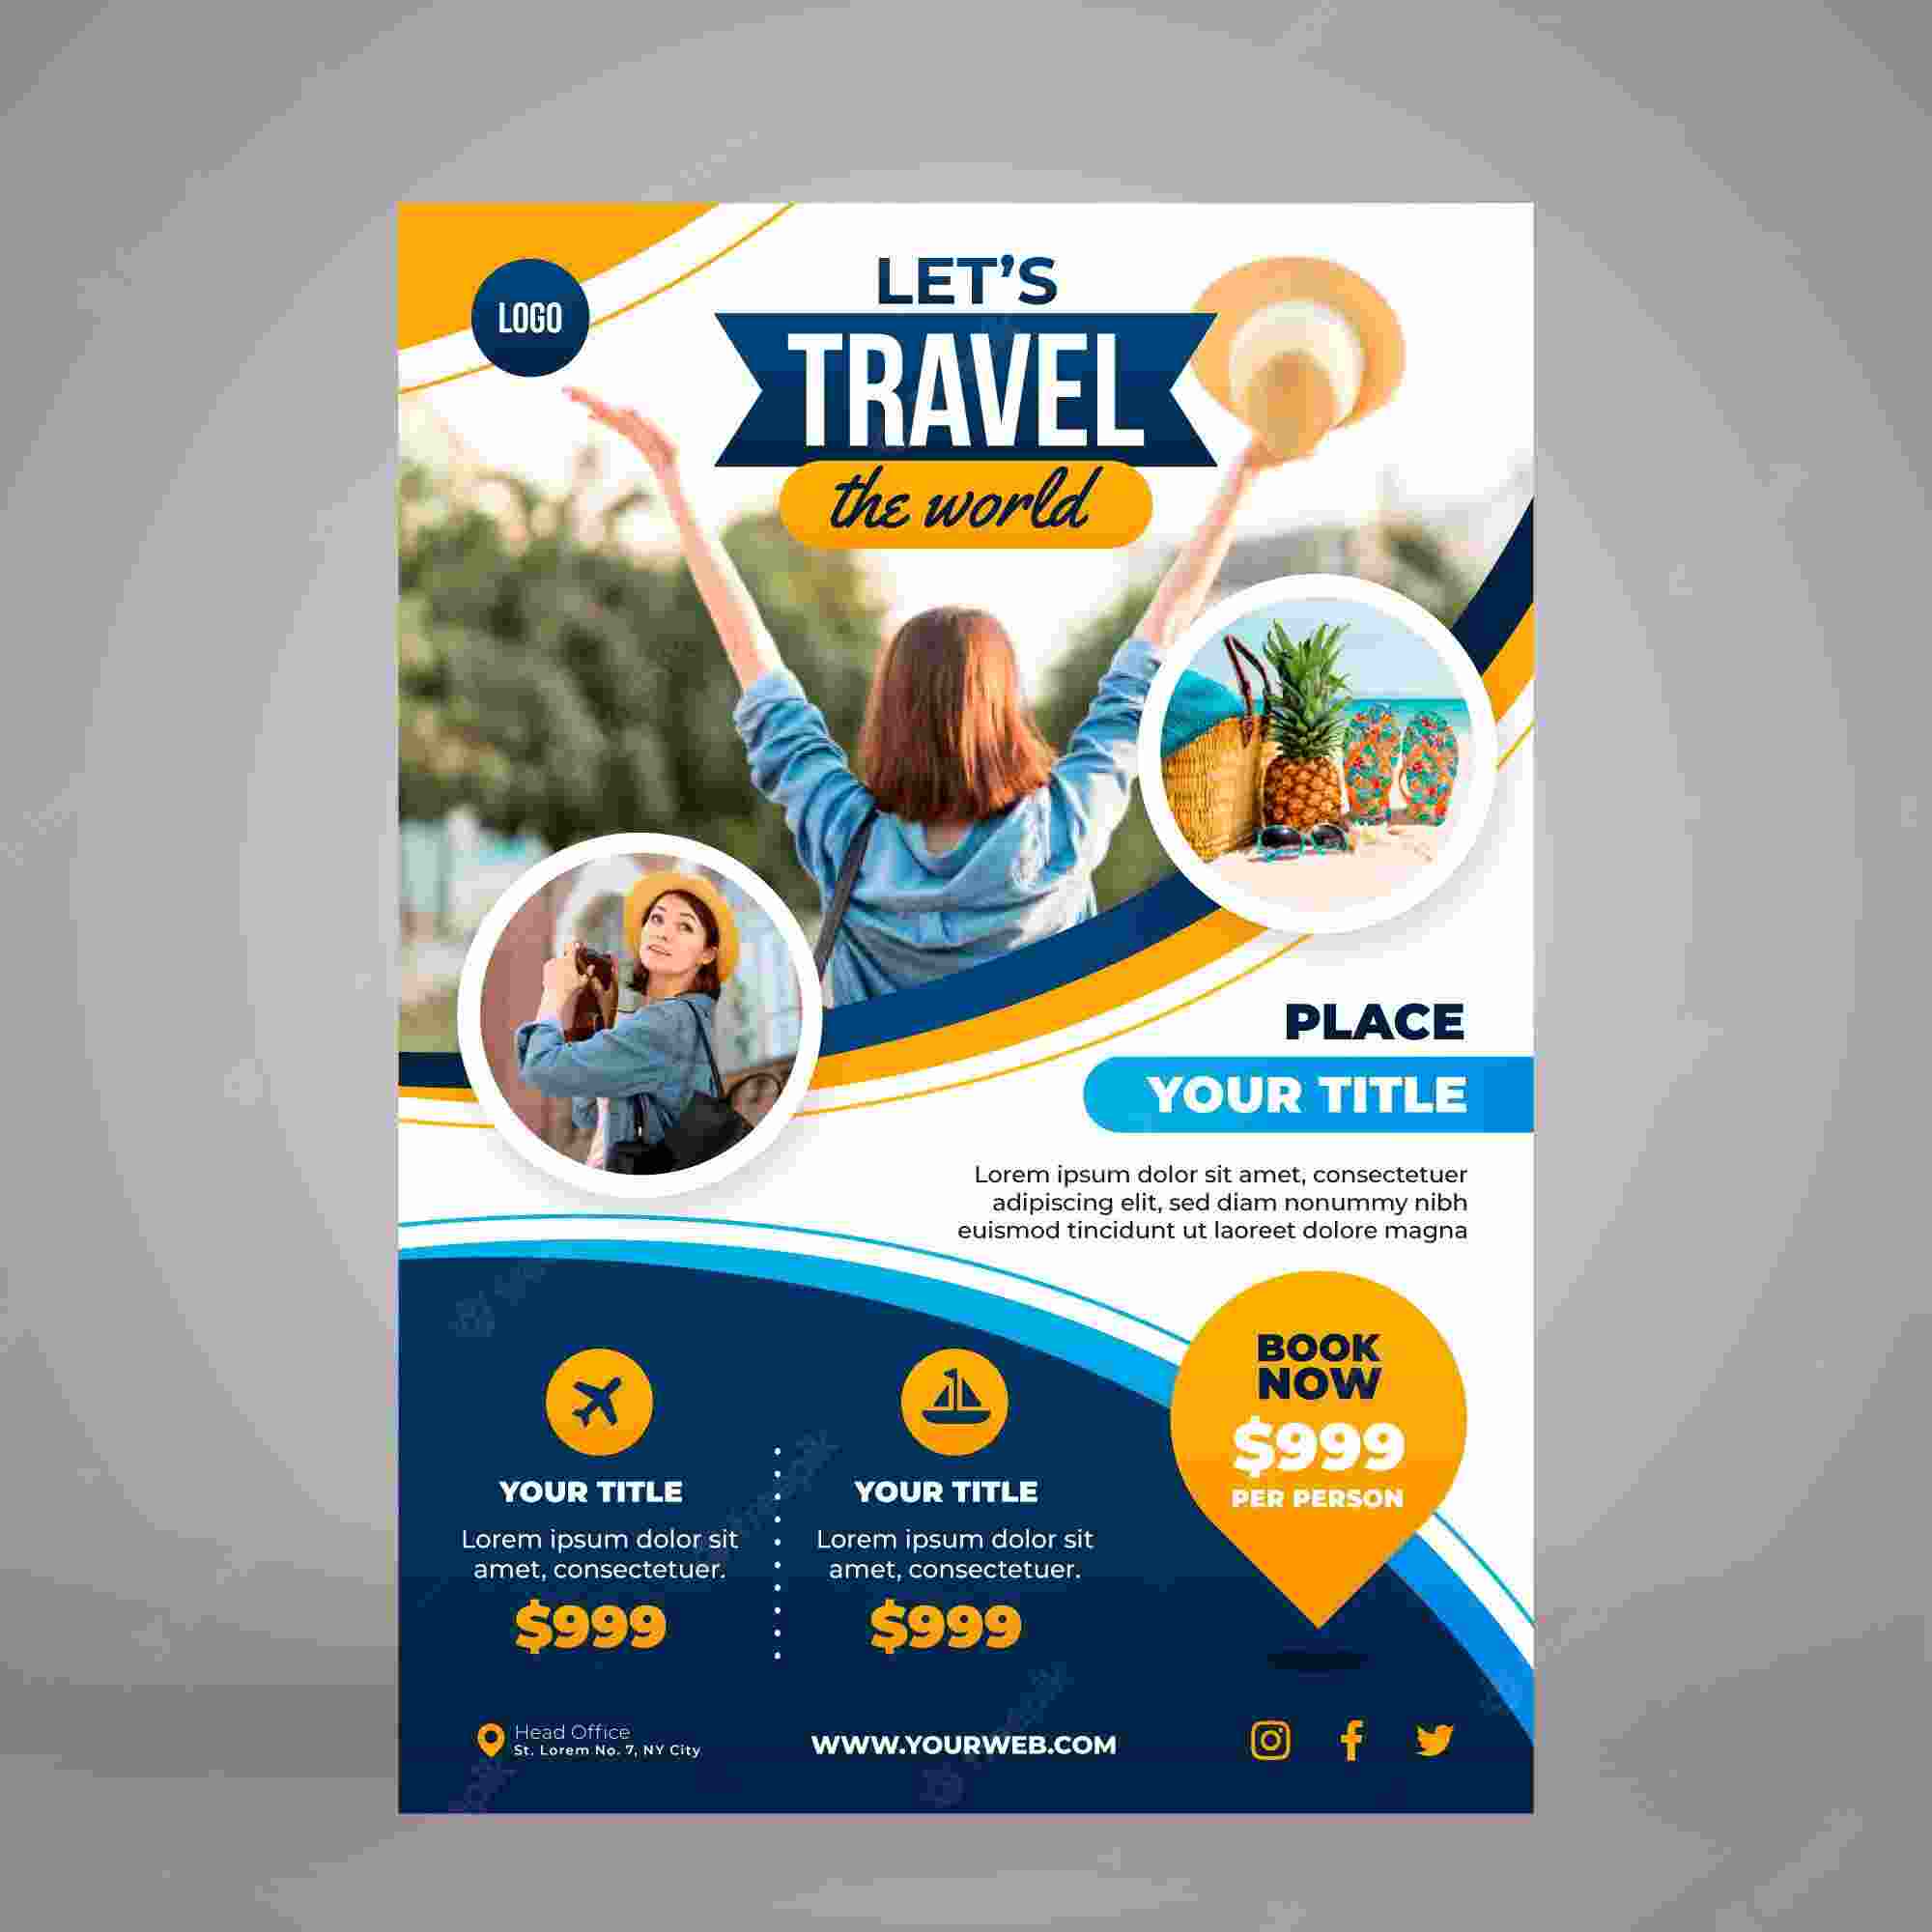 LOGO
LET'S
TRAVEL
the world
PLACE
YOUR TITLE
Lorem ipsum dolor sit amet, consectetuer
adipiscing elit, sed diam nonummy nibh
euismod tincidunt ut laoreet dolore magna
BOOK
NOW
$999
PER PERSON
YOUR TITLE
Lorem ipsum dolor sit
amet, consectetuer.
$999
YOUR TITLE
Lorem ipsum dolor sit
amet, consectetuer.
$999
Head Office
St. Lorem No. 7, NY City
WWW.YOURWEB.COM